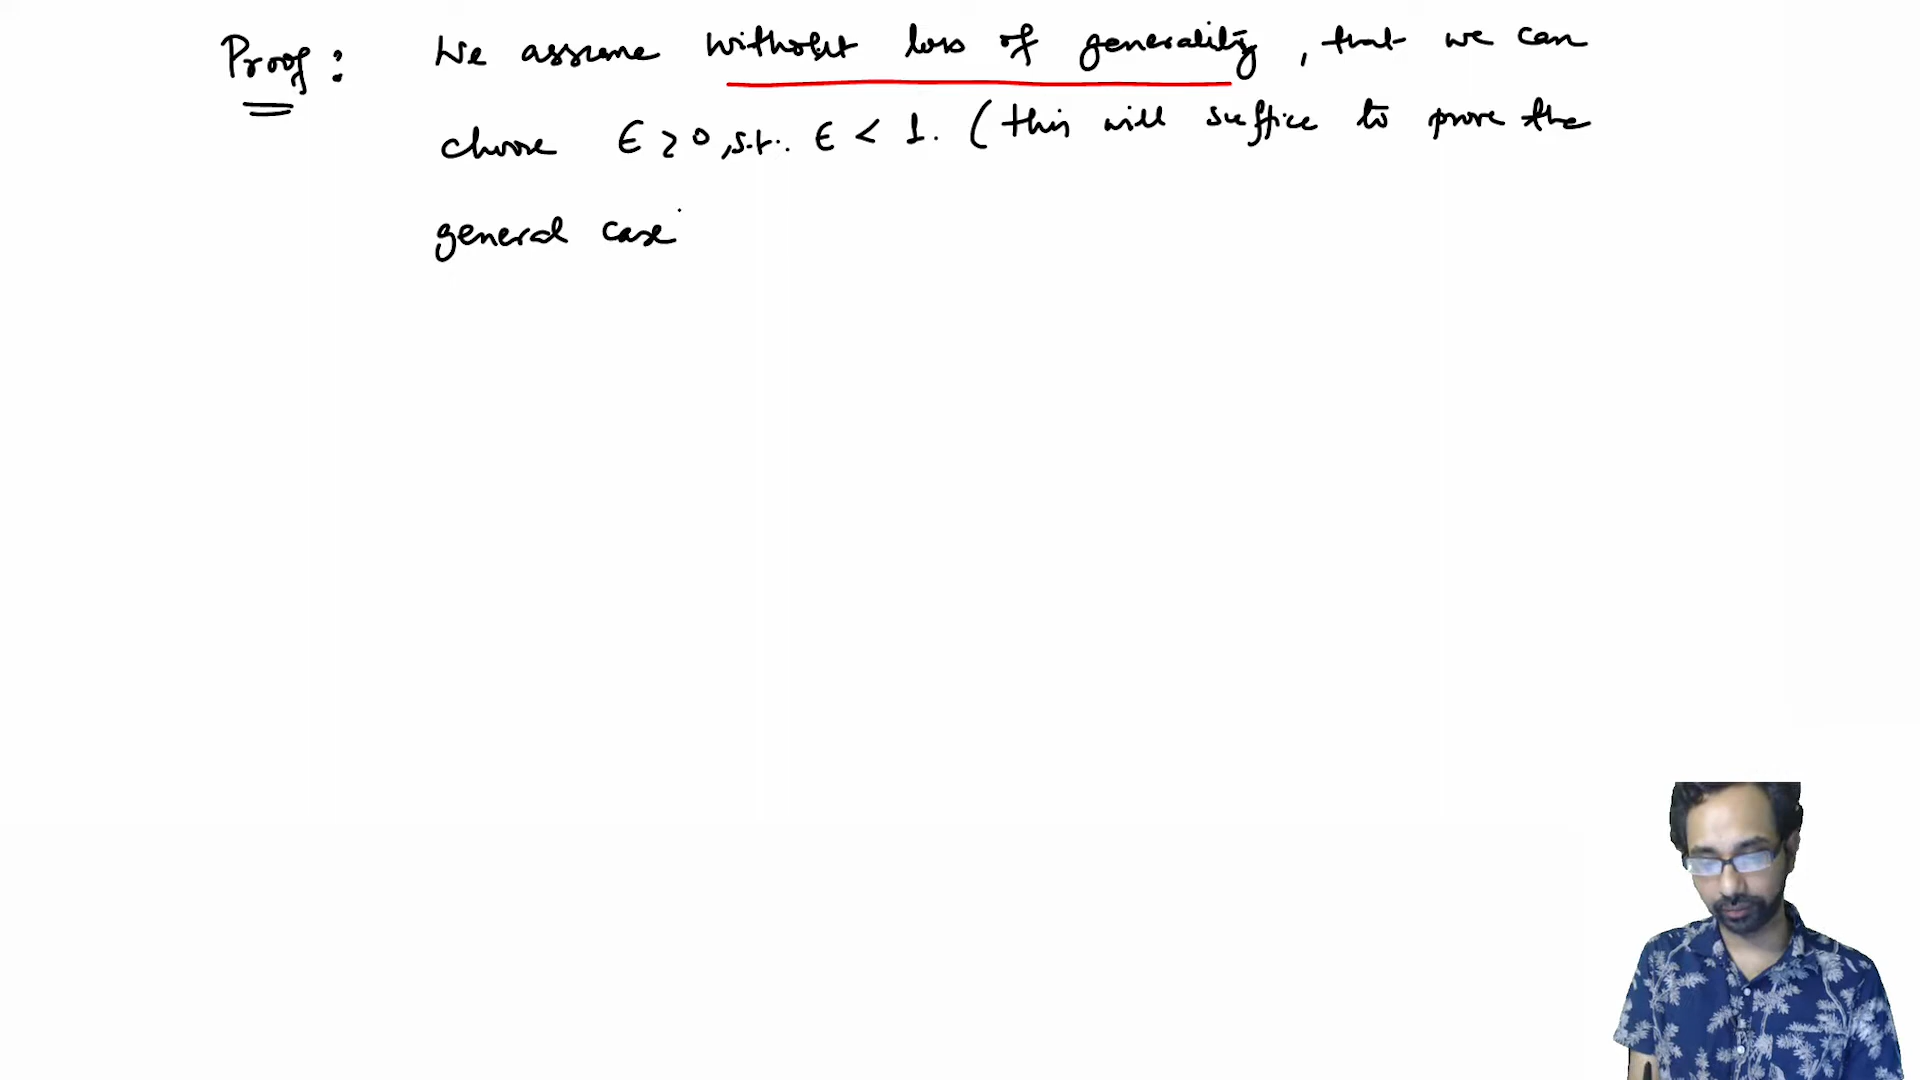 Proof : We assume without loss of generality, that we can
choose ϵ > 0, s.t. ϵ < 1. (this will suffice to prove the
general case